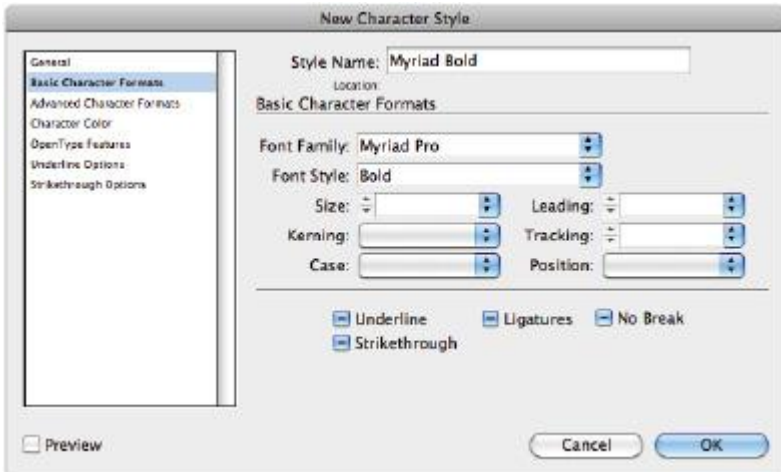 New Character Style
General
Basic Character Formats
Advanced Character Formats
Character Color
OpenType Features
Underline Options
Strikethrough Options
Style Name: Myriad Bold
Location:
Basic Character Formats
Font Family: Myriad Pro
Font Style: Bold
Size: Leading:
Kerning: Tracking:
Case: Position:
Underline Ligatures No Break
Strikethrough
Preview Cancel OK